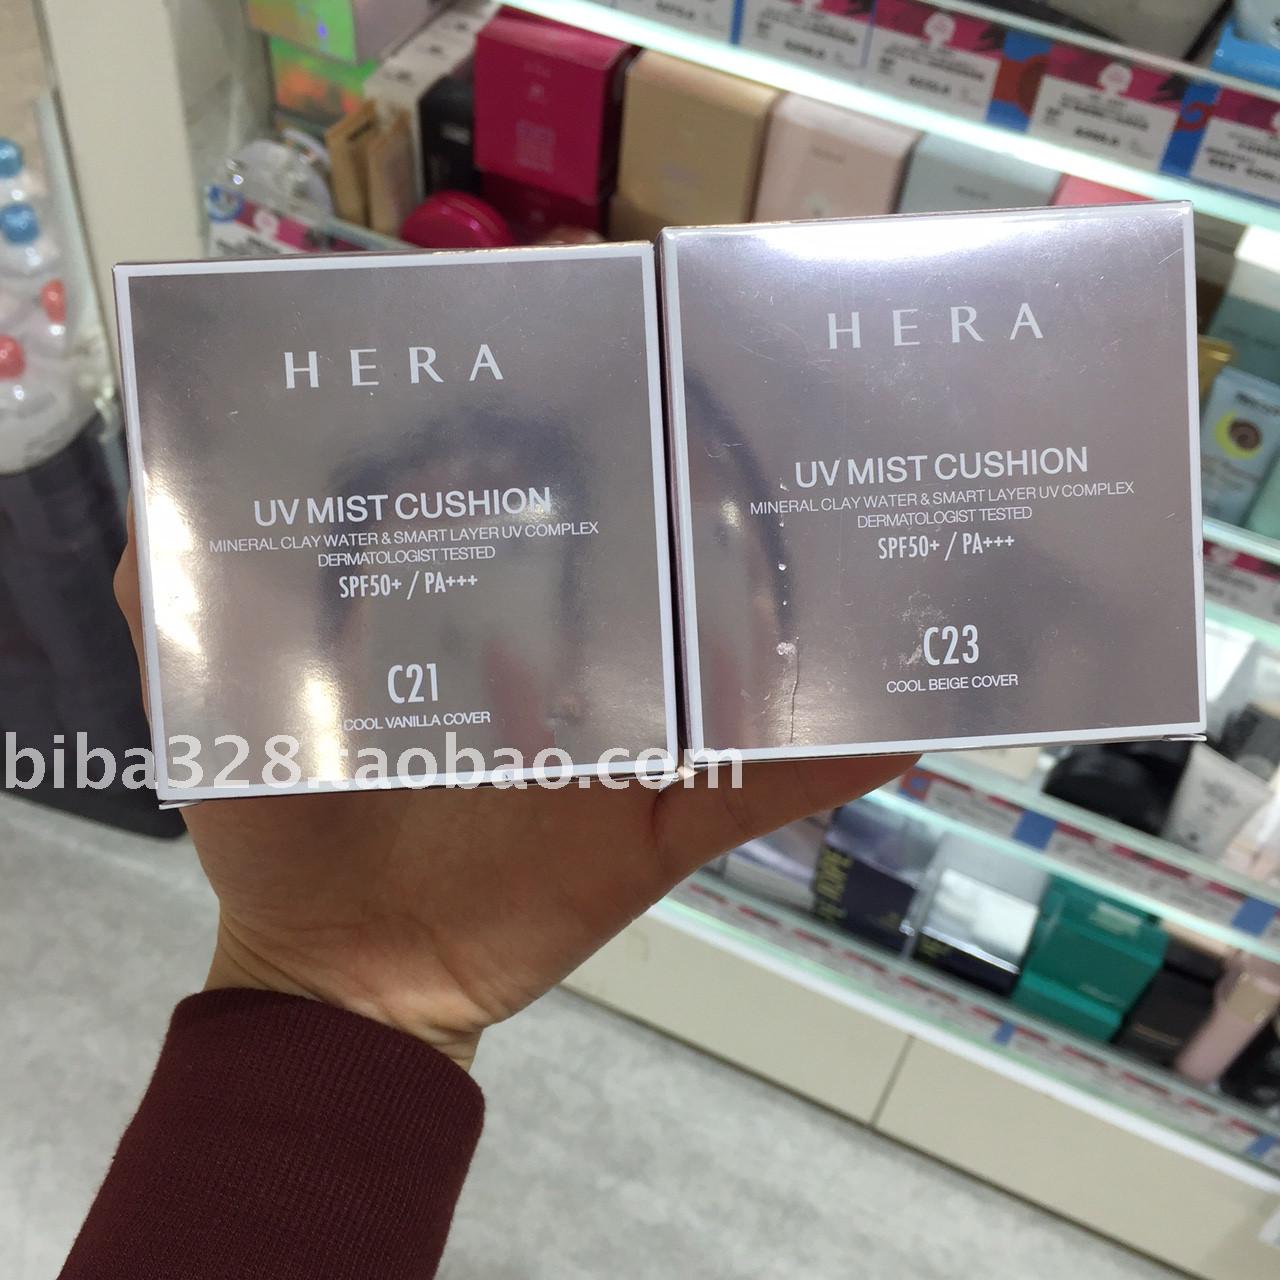 HERA
UV MIST CUSHION
MINERAL CLAY WATER & SMART LAYER UV COMPLEX
DERMATOLOGIST TESTED
SPF50+ / PA+++
C21
COOL VANILLA COVER
HERA
UV MIST CUSHION
MINERAL CLAY WATER & SMART LAYER UV COMPLEX
DERMATOLOGIST TESTED
SPF50+ / PA+++
C23
COOL BEIGE COVER
biba328.taobao.com